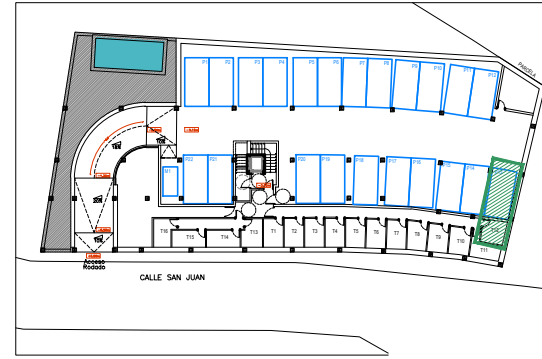 PARCELA
P1
P2
P3
P4
P5
P6
P7
P8
P9
P10
P11
P12
M1
P22
P21
P20
P19
P18
P17
P16
P15
P14
T16
T15
T14
T13
T1
T2
T3
T4
T5
T6
T7
T8
T9
T10
T11
Acceso
Rodado
CALLE SAN JUAN